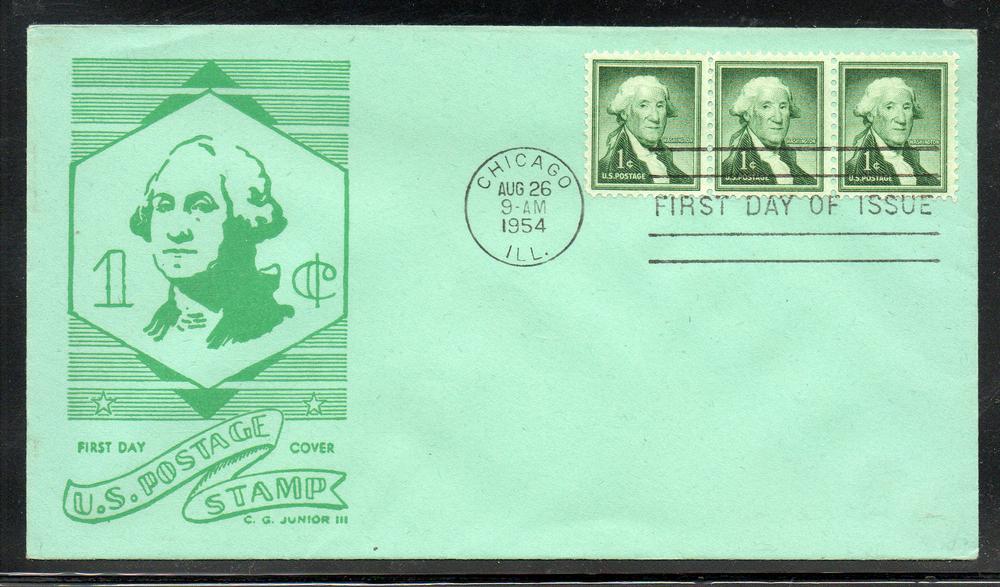 1 ¢
FIRST DAY COVER
U.S. POSTAGE
STAMP
C. G. JUNIOR III
CHICAGO
AUG 26
9-AM
1954
ILL.
WASHINGTON
1¢
U.S. POSTAGE
WASHINGTON
1¢
U.S. POSTAGE
WASHINGTON
1¢
U.S. POSTAGE
FIRST DAY OF ISSUE